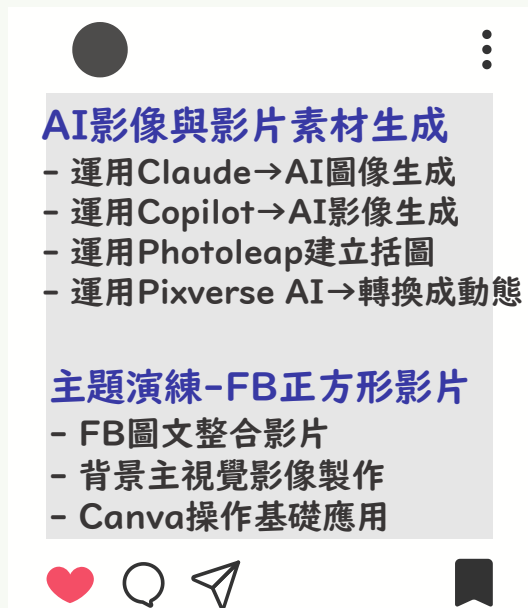 AI影像與影片素材生成
- 運用Claude→AI圖像生成
- 運用Copilot→AI影像生成
- 運用Photoleap建立括圖
- 運用Pixverse AI→轉換成動態
主題演練-FB正方形影片
- FB圖文整合影片
- 背景主視覺影像製作
- Canva操作基礎應用